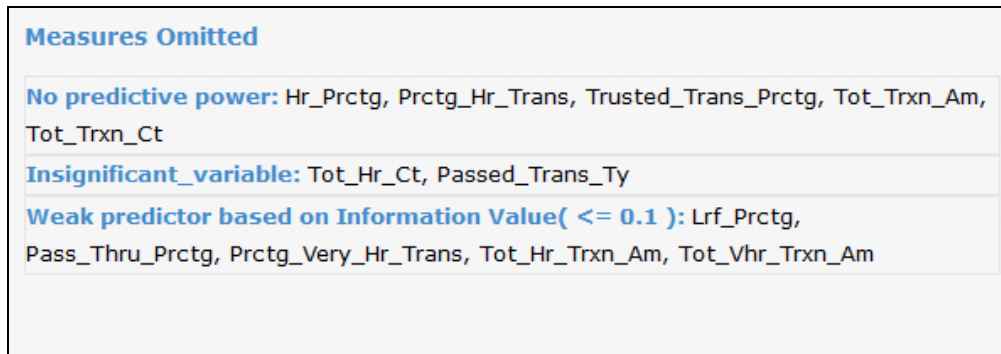 Measures Omitted
No predictive power: Hr_Prctg, Prctg_Hr_Trans, Trusted_Trans_Prctg, Tot_Trxn_Am,
Tot_Trxn_Ct
Insignificant_variable: Tot_Hr_Ct, Passed_Trans_Ty
Weak predictor based on Information Value( <= 0.1 ): Lrf_Prctg,
Pass_Thru_Prctg, Prctg_Very_Hr_Trans, Tot_Hr_Trxn_Am, Tot_Vhr_Trxn_Am